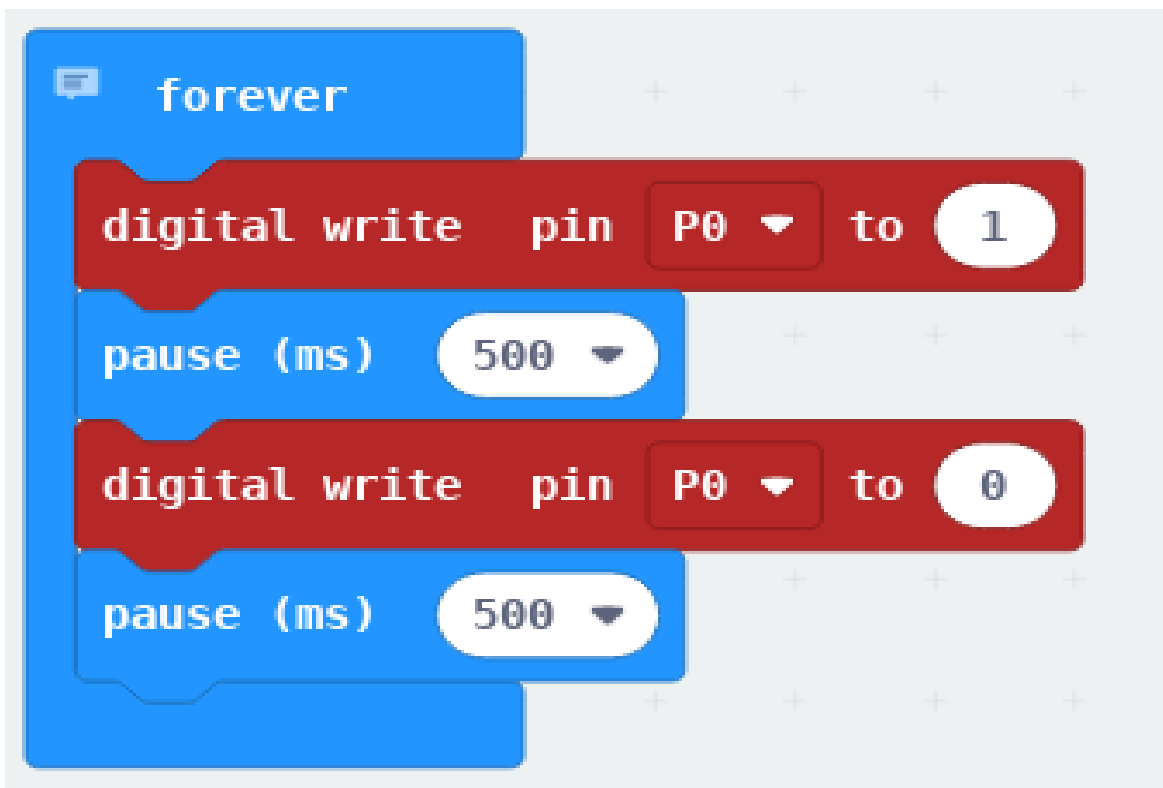 forever
digital write pin P0 to 1
pause (ms) 500
digital write pin P0 to 0
pause (ms) 500